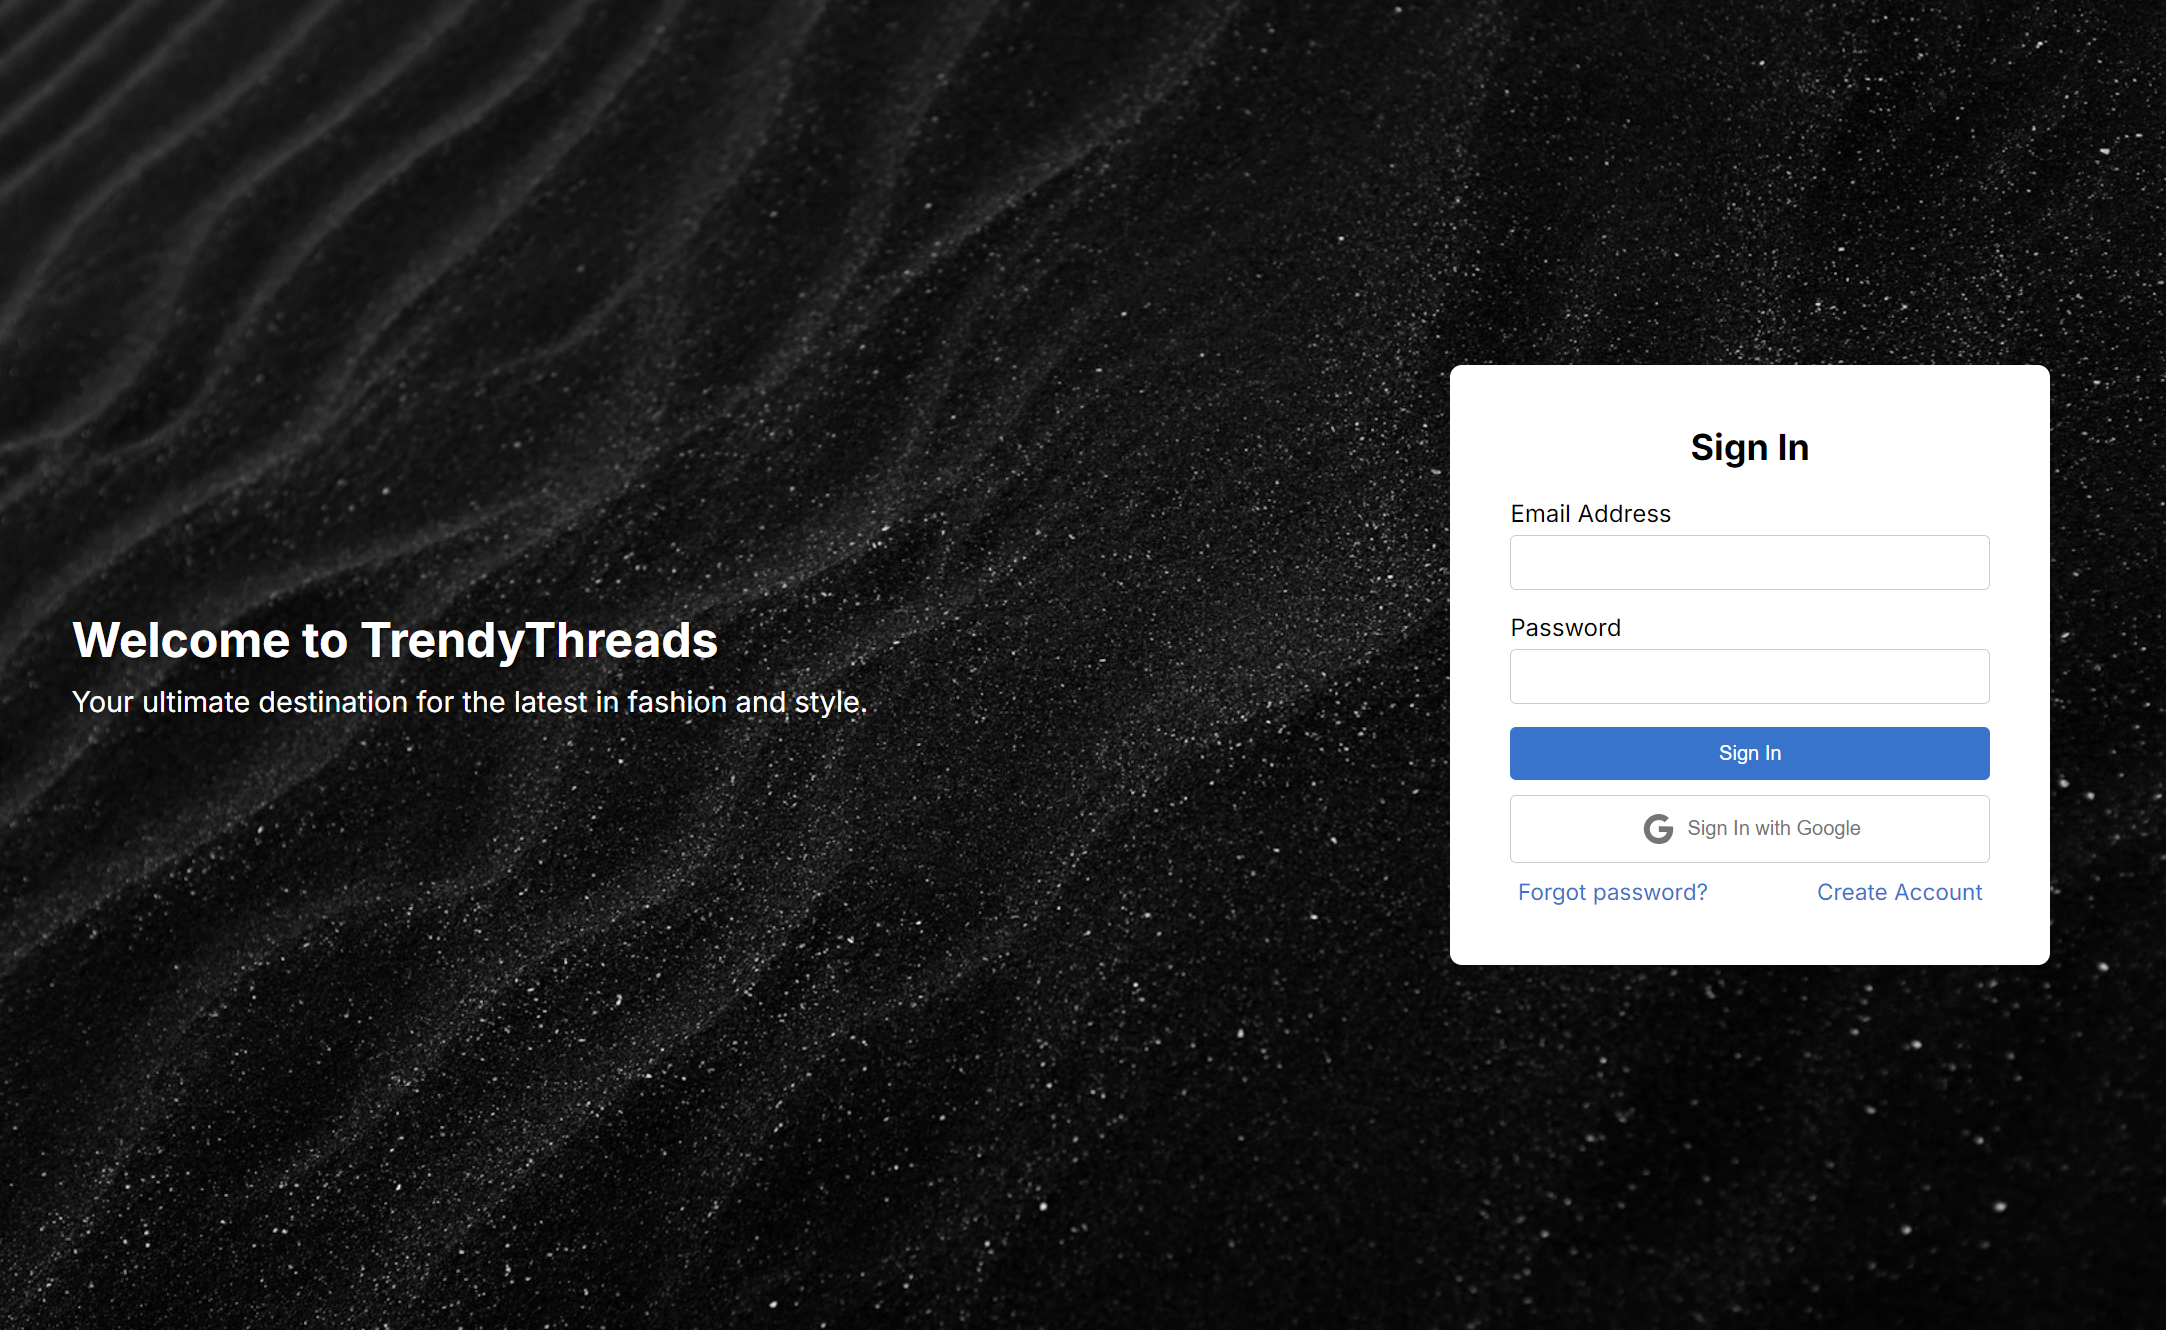 Welcome to TrendyThreads
Your ultimate destination for the latest in fashion and style.
Sign In
Email Address
Password
Sign In
Sign In with Google
Forgot password?
Create Account